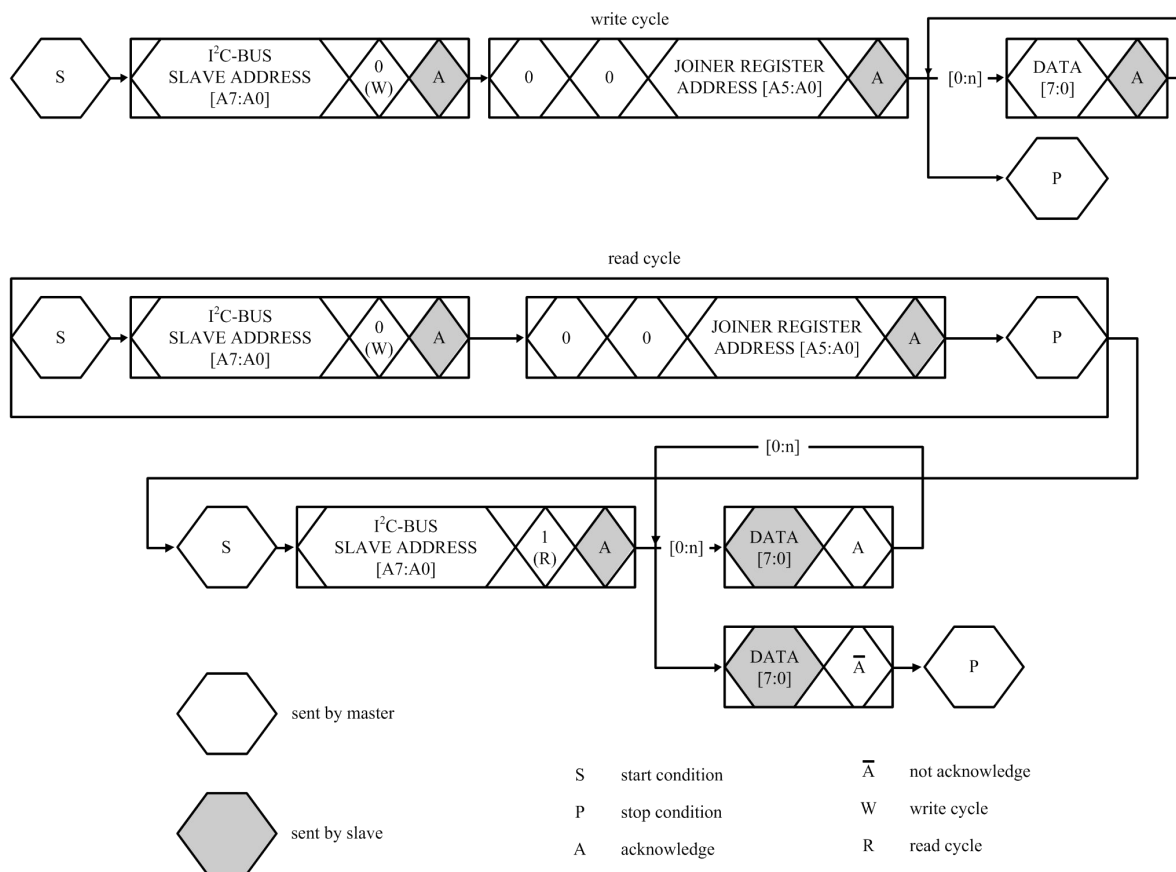 write cycle
S
I²C-BUS
SLAVE ADDRESS
[A7:A0]
0
(W)
A
0
0
JOINER REGISTER
ADDRESS [A5:A0]
A
[0:n]
DATA
[7:0]
A
P
read cycle
S
I²C-BUS
SLAVE ADDRESS
[A7:A0]
0
(W)
A
0
0
JOINER REGISTER
ADDRESS [A5:A0]
A
P
[0:n]
S
I²C-BUS
SLAVE ADDRESS
[A7:A0]
1
(R)
A
[0:n]
DATA
[7:0]
A
DATA
[7:0]
A̅
P
sent by master
sent by slave
S start condition
P stop condition
A acknowledge
A̅ not acknowledge
W write cycle
R read cycle